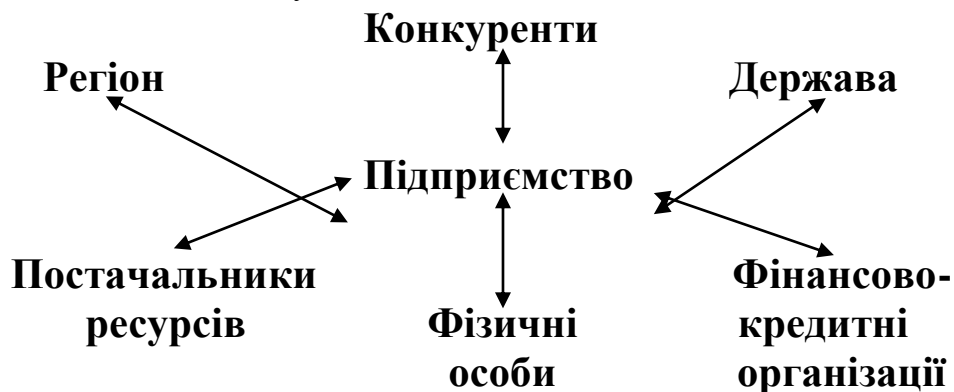 Конкуренти
Регіон
Держава
Підприємство
Постачальники
ресурсів
Фізичні
особи
Фінансово-
кредитні
організації